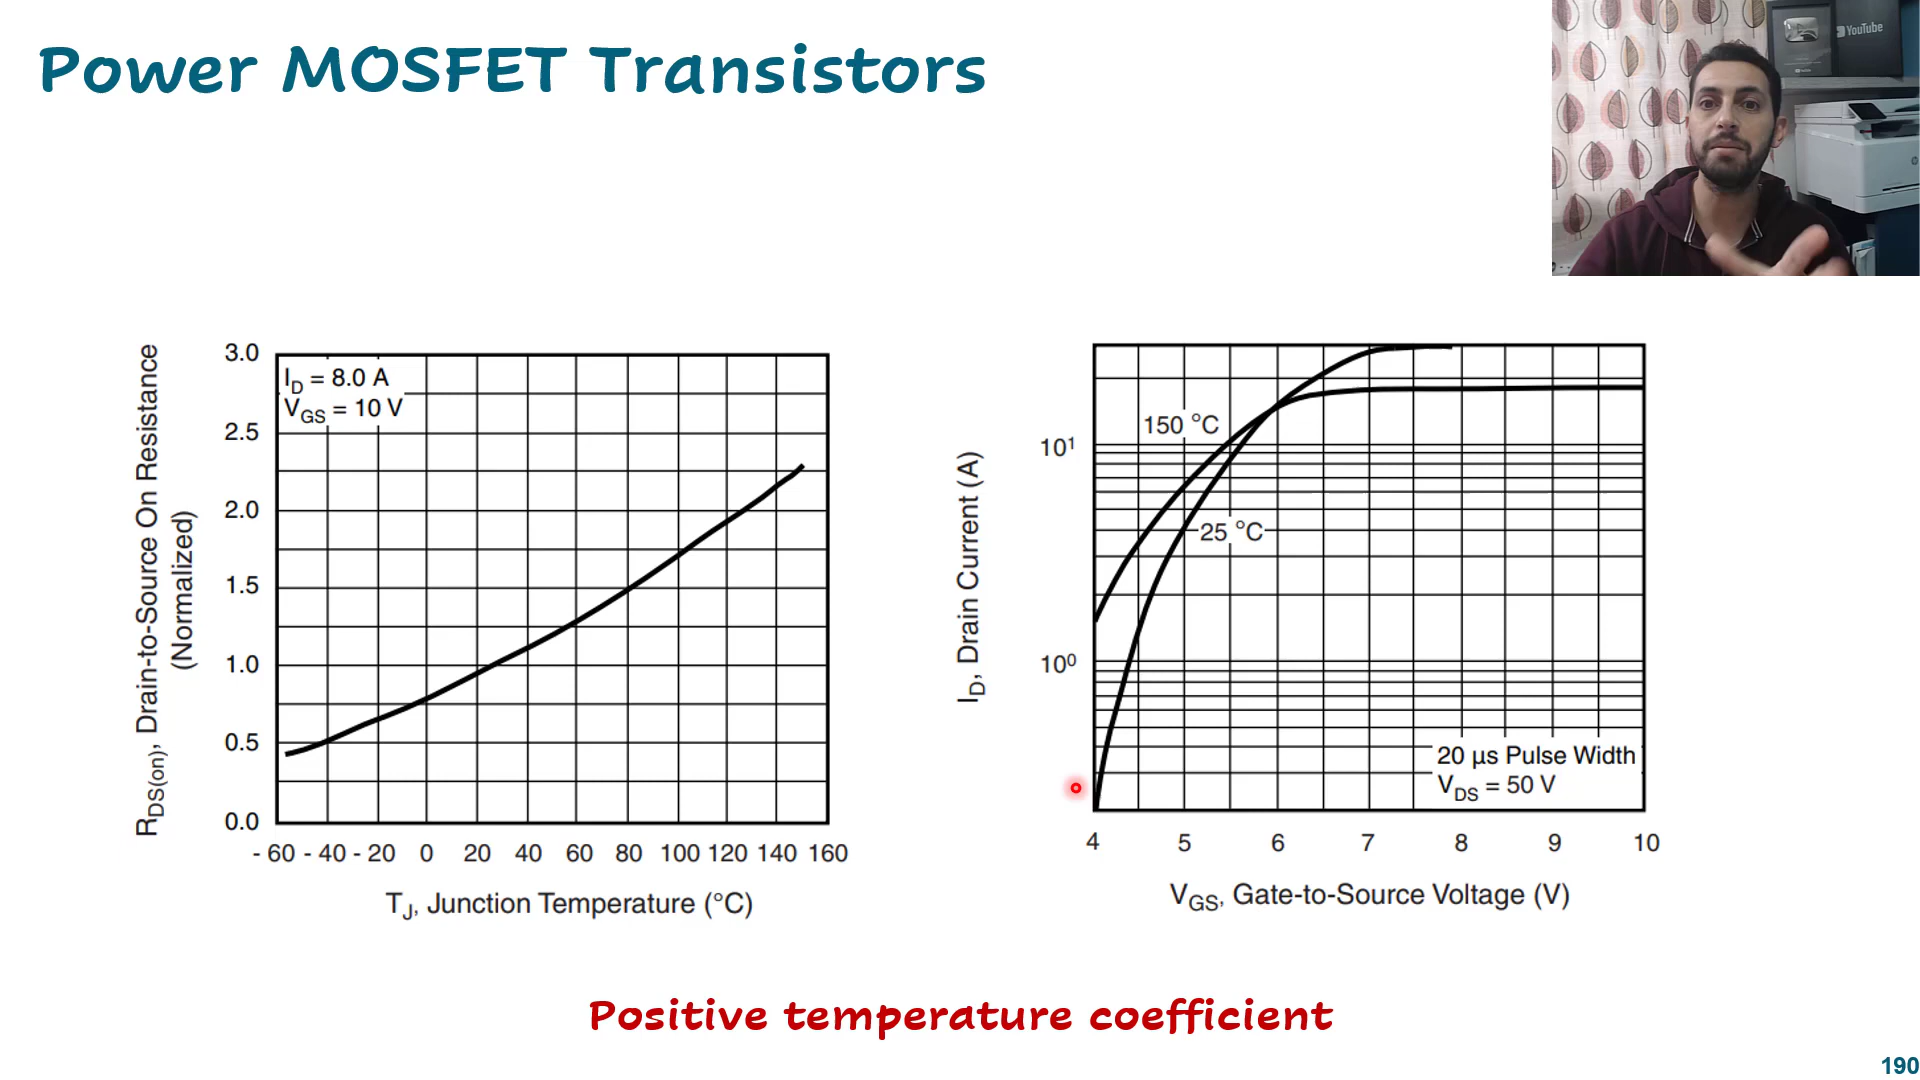 Power MOSFET Transistors
YouTube
R_DS(on), Drain-to-Source On Resistance
(Normalized)
3.0
2.5
2.0
1.5
1.0
0.5
0.0
I_D = 8.0 A
V_GS = 10 V
- 60 - 40 - 20 0 20 40 60 80 100 120 140 160
T_J, Junction Temperature (°C)
I_D, Drain Current (A)
10¹
10⁰
150 °C
25 °C
20 µs Pulse Width
V_DS = 50 V
4 5 6 7 8 9 10
V_GS, Gate-to-Source Voltage (V)
Positive temperature coefficient
190